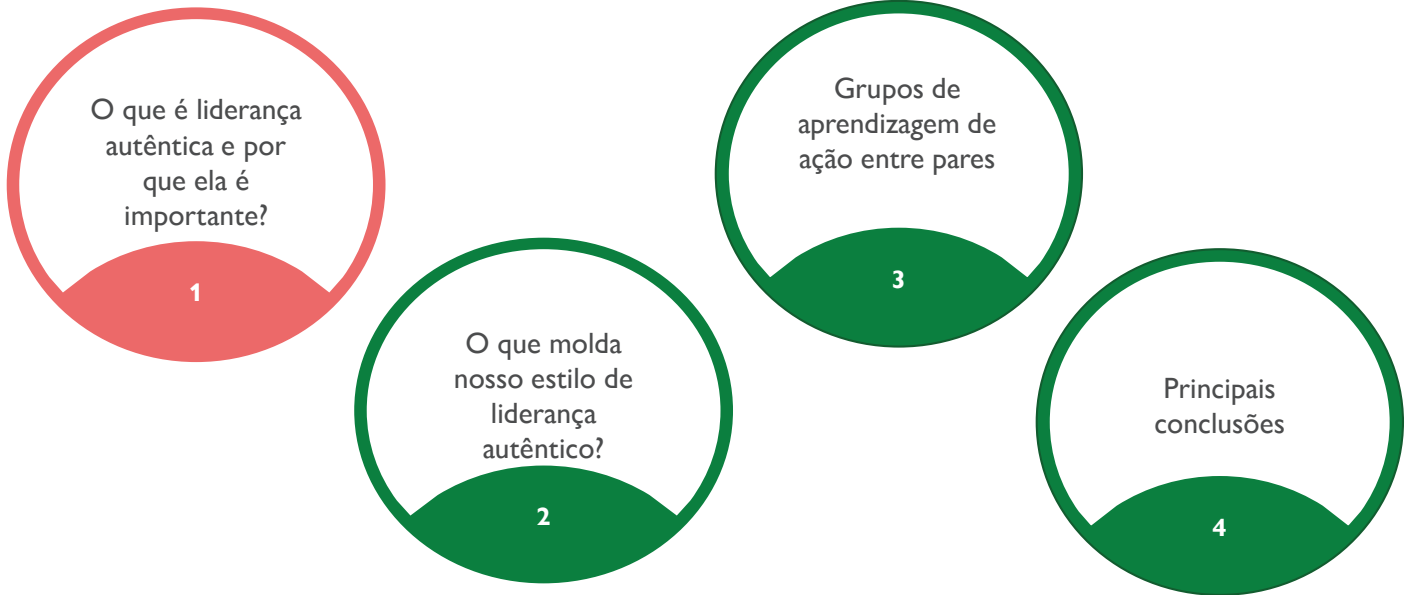 O que é liderança
autêntica e por
que ela é
importante?
1
O que molda
nosso estilo de
liderança
autêntico?
2
Grupos de
aprendizagem de
ação entre pares
3
Principais
conclusões
4